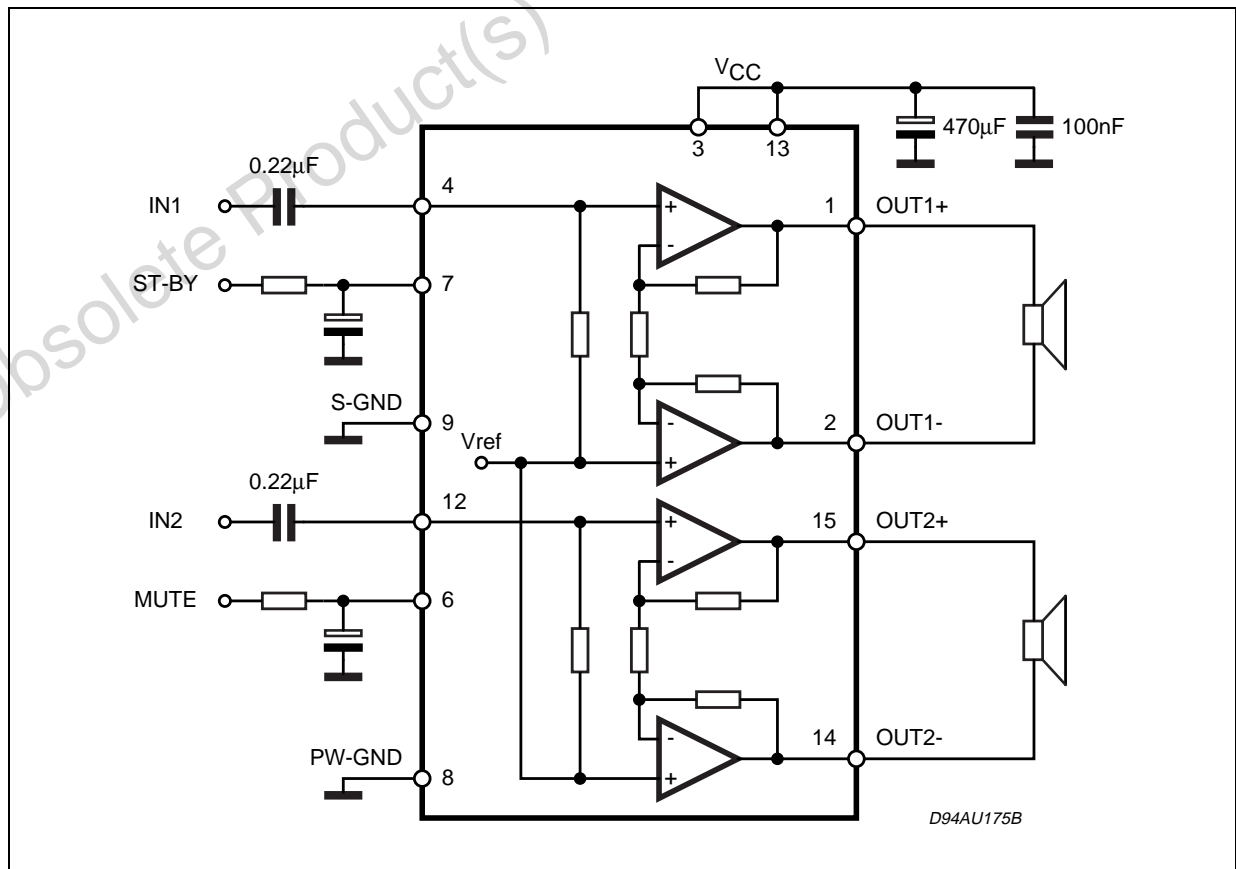 Obsolete Product(s)
VCC
470µF
100nF
3
13
0.22µF
IN1
4
1
OUT1+
+
-
ST-BY
7
S-GND
9
-
2
OUT1-
Vref
+
0.22µF
12
IN2
+
15
OUT2+
-
MUTE
6
-
14
OUT2-
PW-GND
8
+
D94AU175B